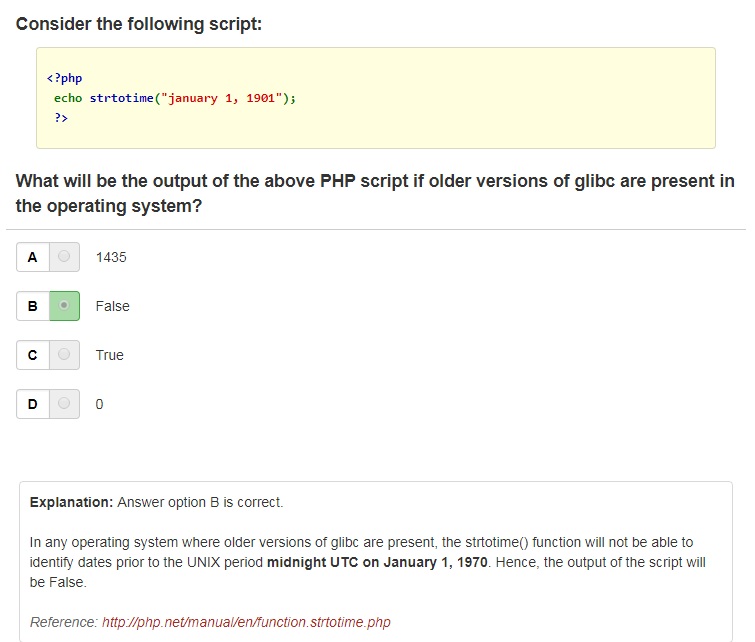 Consider the following script:
<?php
echo strtotime("january 1, 1901");
?>
What will be the output of the above PHP script if older versions of glibc are present in
the operating system?
A 1435
B False
C True
D 0
Explanation: Answer option B is correct.
In any operating system where older versions of glibc are present, the strtotime() function will not be able to
identify dates prior to the UNIX period midnight UTC on January 1, 1970. Hence, the output of the script will
be False.
Reference: http://php.net/manual/en/function.strtotime.php